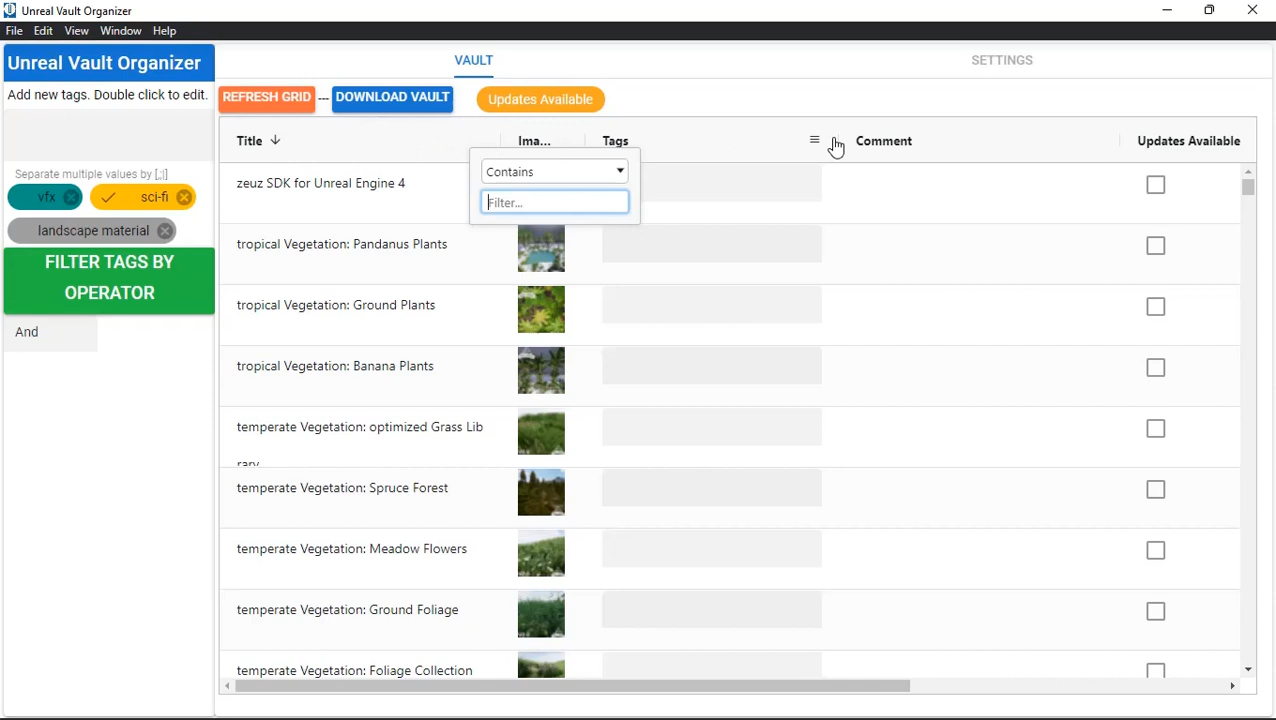 Unreal Vault Organizer
File Edit View Window Help
Unreal Vault Organizer
Add new tags. Double click to edit.
Separate multiple values by [,;|]
vfx sci-fi
landscape material
FILTER TAGS BY
OPERATOR
And
VAULT SETTINGS
REFRESH GRID --- DOWNLOAD VAULT Updates Available
Title Ima... Tags Comment Updates Available
Contains
Filter...
zeuz SDK for Unreal Engine 4
tropical Vegetation: Pandanus Plants
tropical Vegetation: Ground Plants
tropical Vegetation: Banana Plants
temperate Vegetation: optimized Grass Lib
rary
temperate Vegetation: Spruce Forest
temperate Vegetation: Meadow Flowers
temperate Vegetation: Ground Foliage
temperate Vegetation: Foliage Collection